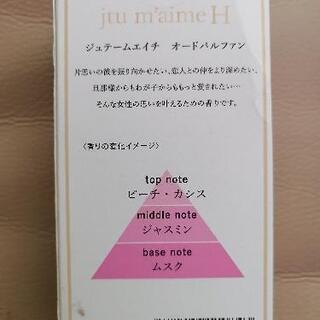 jtu m'aime H
ジュテームエイチ　オードパルファン
片思いの彼を振り向かせたい、恋人との仲をより深めたい、
旦那様からもわが子からももっと愛されたい…
そんな女性の思いを叶えるための香りです。
〈香りの変化イメージ〉
top note
ピーチ・カシス
middle note
ジャスミン
base note
ムスク